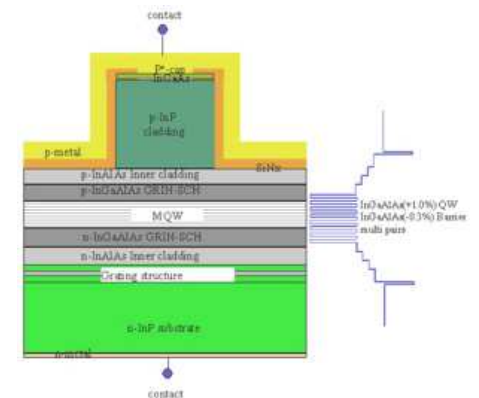 contact
P+-cap
InGaAs
p-InP
cladding
p-metal
SiNx
p-InAlAs Inner cladding
p-InGaAlAs GRIN-SCH
InGaAlAs(+1.0%) QW
MQW
InGaAlAs(-0.3%) Barrier
multi pairs
n-InGaAlAs GRIN-SCH
n-InAlAs Inner cladding
Grating structure
n-InP substrate
n-metal
contact